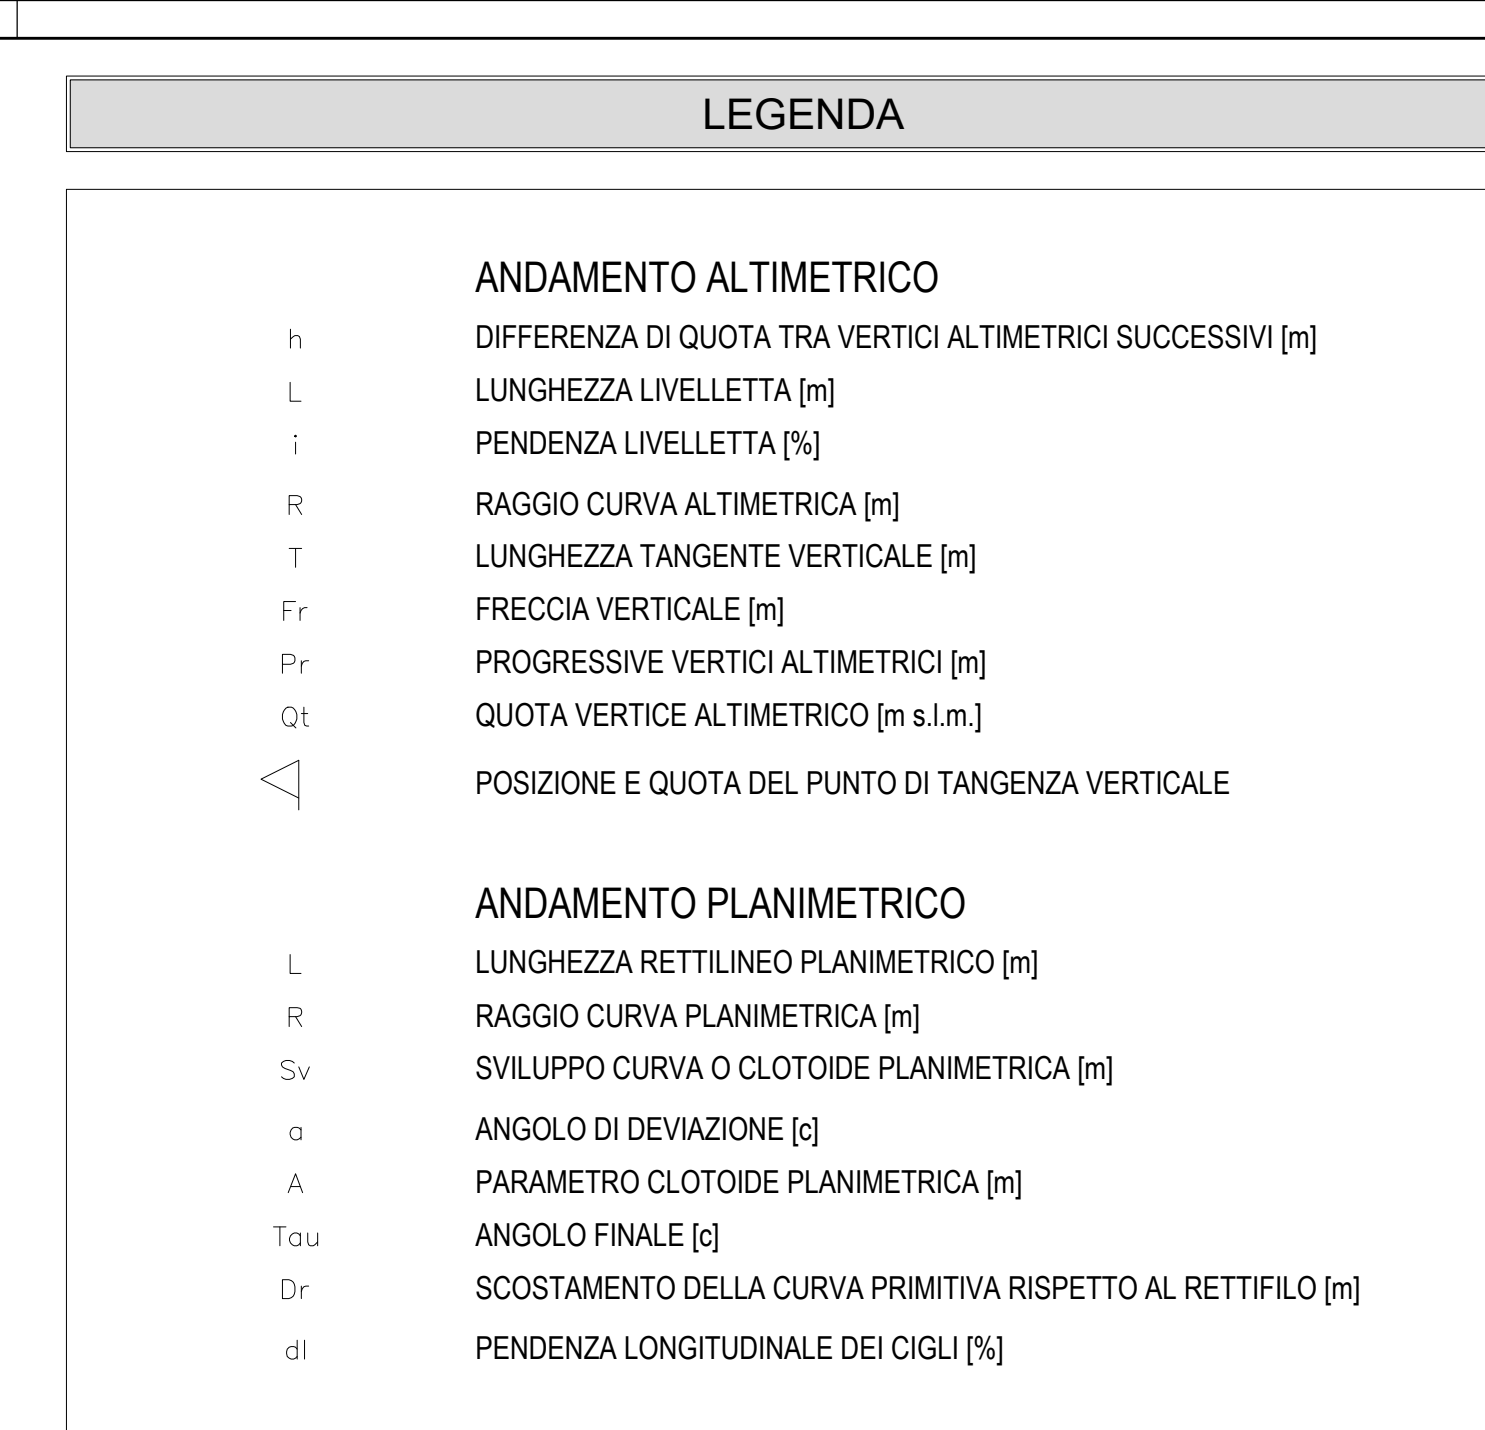 LEGENDA
ANDAMENTO ALTIMETRICO
h DIFFERENZA DI QUOTA TRA VERTICI ALTIMETRICI SUCCESSIVI [m]
L LUNGHEZZA LIVELLETTA [m]
i PENDENZA LIVELLETTA [%]
R RAGGIO CURVA ALTIMETRICA [m]
T LUNGHEZZA TANGENTE VERTICALE [m]
Fr FRECCIA VERTICALE [m]
Pr PROGRESSIVE VERTICI ALTIMETRICI [m]
Qt QUOTA VERTICE ALTIMETRICO [m s.l.m.]
POSIZIONE E QUOTA DEL PUNTO DI TANGENZA VERTICALE
ANDAMENTO PLANIMETRICO
L LUNGHEZZA RETTILINEO PLANIMETRICO [m]
R RAGGIO CURVA PLANIMETRICA [m]
Sv SVILUPPO CURVA O CLOTOIDE PLANIMETRICA [m]
a ANGOLO DI DEVIAZIONE [c]
A PARAMETRO CLOTOIDE PLANIMETRICA [m]
Tau ANGOLO FINALE [c]
Dr SCOSTAMENTO DELLA CURVA PRIMITIVA RISPETTO AL RETTIFILO [m]
dl PENDENZA LONGITUDINALE DEI CIGLI [%]